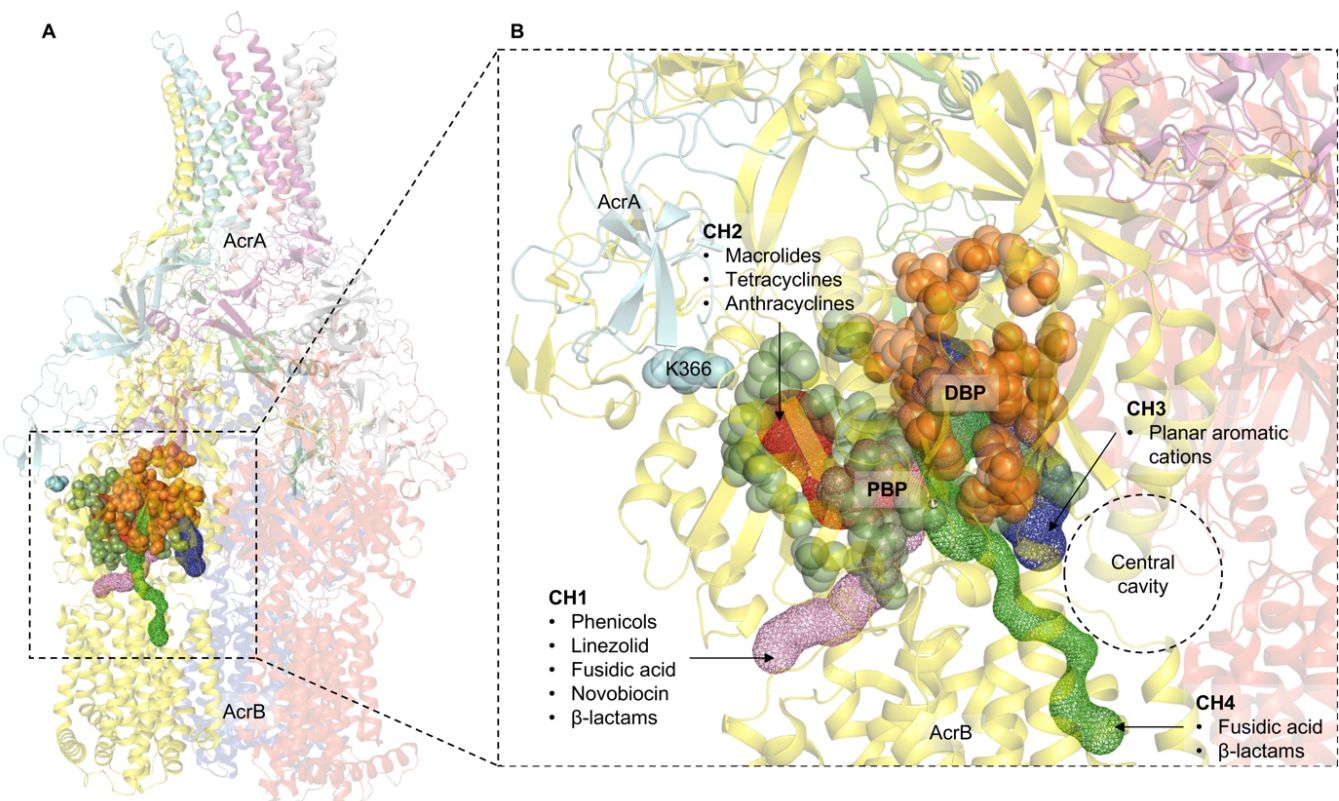 A
B
AcrA
AcrB
AcrA
CH2
• Macrolides
• Tetracyclines
• Anthracyclines
K366
DBP
PBP
CH3
• Planar aromatic
cations
Central
cavity
CH1
• Phenicols
• Linezolid
• Fusidic acid
• Novobiocin
• β-lactams
AcrB
CH4
• Fusidic acid
• β-lactams